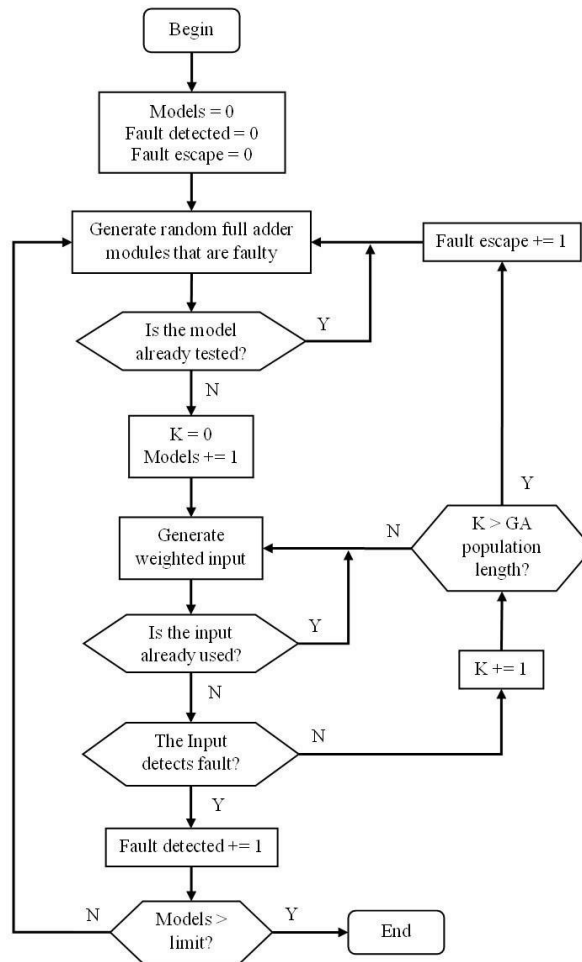 Begin
Models = 0
Fault detected = 0
Fault escape = 0
Generate random full adder
modules that are faulty
Fault escape += 1
Is the model
already tested?
Y
N
K = 0
Models += 1
Y
Generate
weighted input
N
K > GA
population
length?
Is the input
already used?
Y
K += 1
N
The Input
detects fault?
N
Y
Fault detected += 1
N
Models >
limit?
Y
End